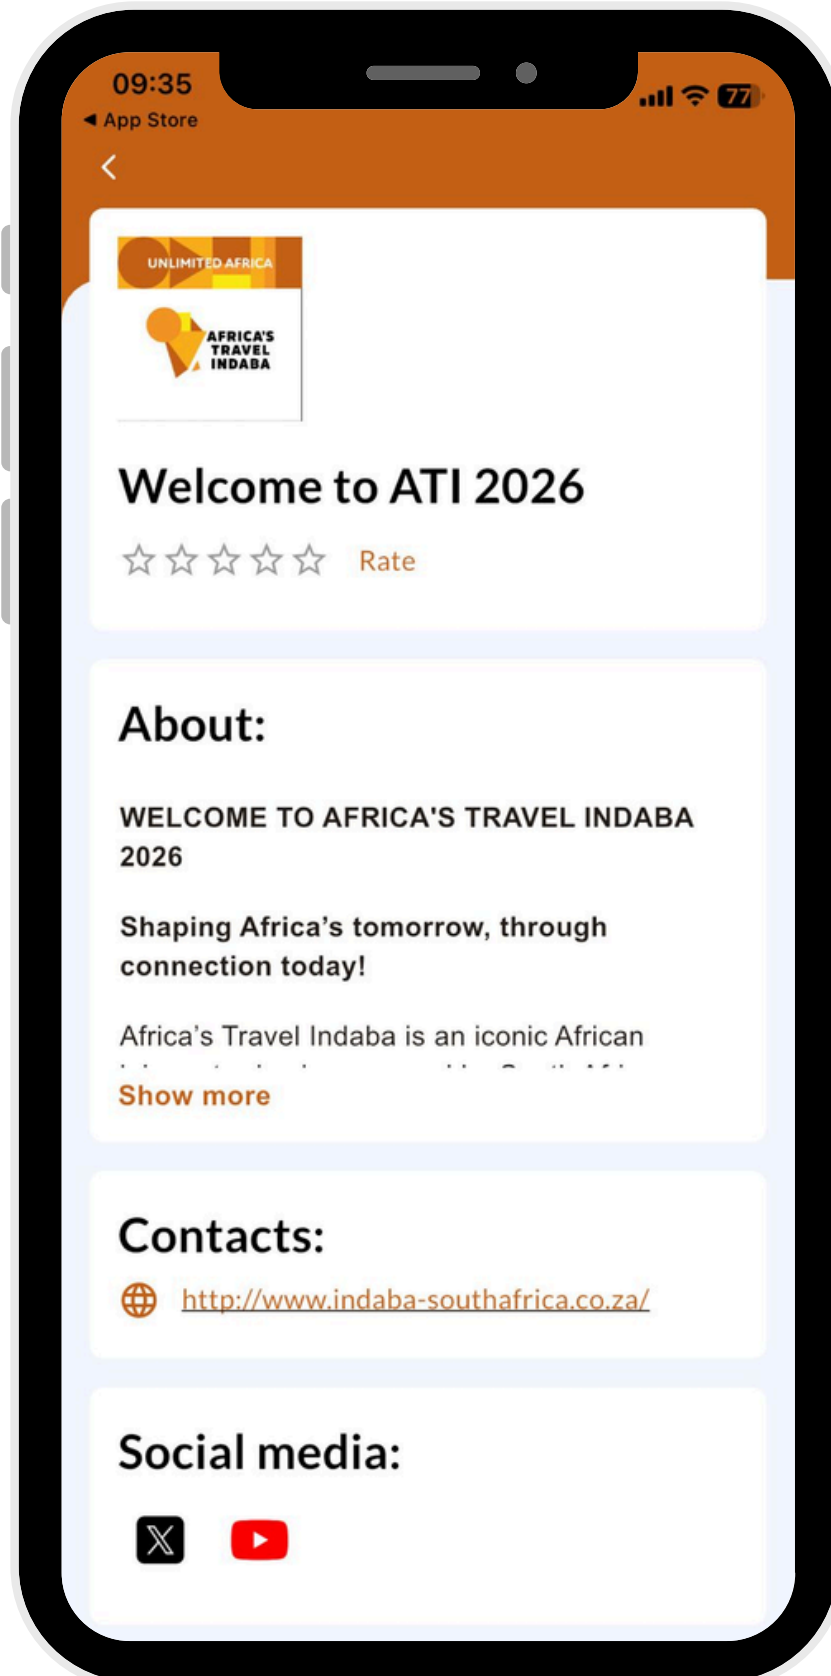 09:35
77
◀ App Store
UNLIMITED AFRICA
AFRICA'S
TRAVEL
INDABA
Welcome to ATI 2026
Rate
About:
WELCOME TO AFRICA'S TRAVEL INDABA
2026
Shaping Africa’s tomorrow, through
connection today!
Africa’s Travel Indaba is an iconic African
Show more
Contacts:
http://www.indaba-southafrica.co.za/
Social media: